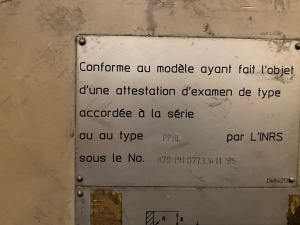 Conforme au modèle ayant fait l'objet
d'une attestation d'examen de type
accordée à la série
ou au type par L'INRS
sous le No.